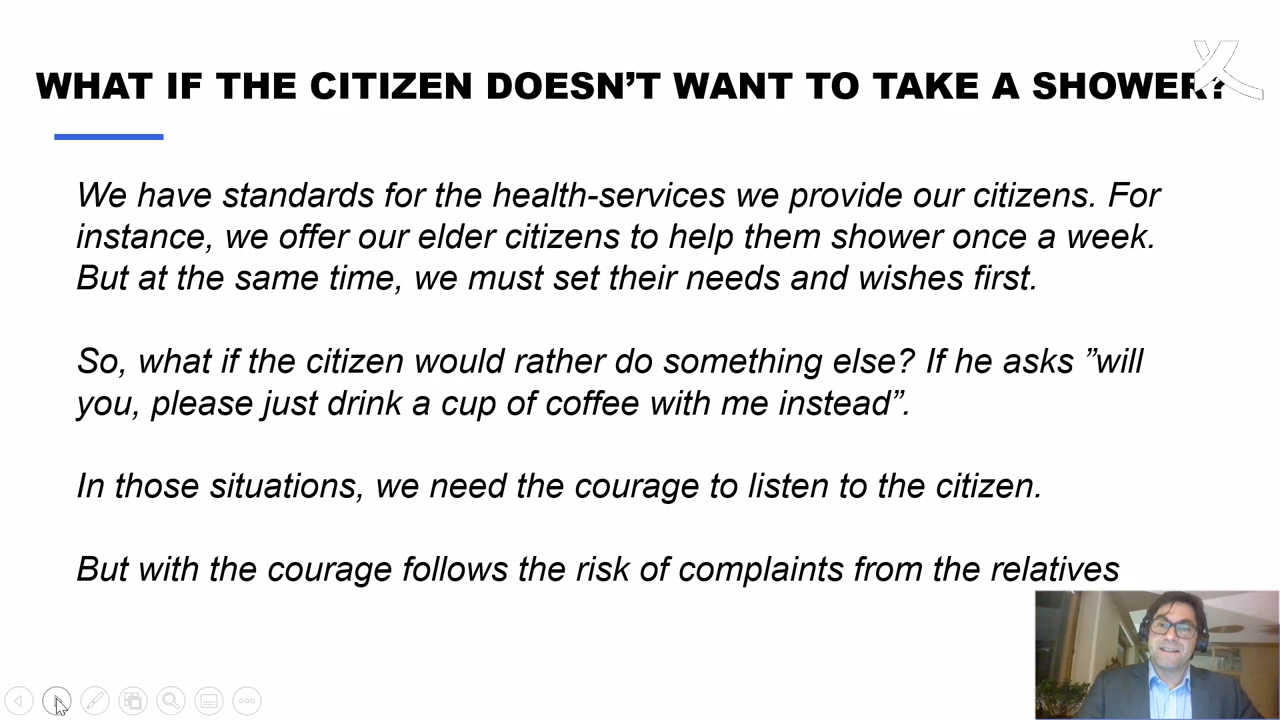 WHAT IF THE CITIZEN DOESN’T WANT TO TAKE A SHOWER?
We have standards for the health-services we provide our citizens. For
instance, we offer our elder citizens to help them shower once a week.
But at the same time, we must set their needs and wishes first.
So, what if the citizen would rather do something else? If he asks ”will
you, please just drink a cup of coffee with me instead”.
In those situations, we need the courage to listen to the citizen.
But with the courage follows the risk of complaints from the relatives